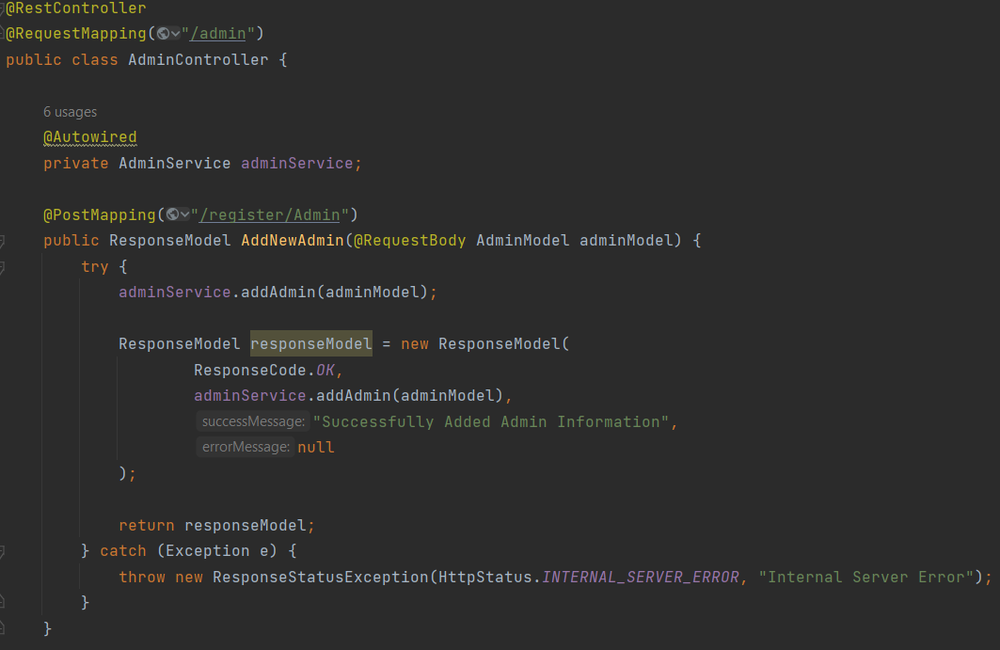 @RestController
@RequestMapping("/admin")
public class AdminController {
6 usages
@Autowired
private AdminService adminService;
@PostMapping("/register/Admin")
public ResponseModel AddNewAdmin(@RequestBody AdminModel adminModel) {
try {
adminService.addAdmin(adminModel);
ResponseModel responseModel = new ResponseModel(
ResponseCode.OK,
adminService.addAdmin(adminModel),
successMessage: "Successfully Added Admin Information",
errorMessage: null
);
return responseModel;
} catch (Exception e) {
throw new ResponseStatusException(HttpStatus.INTERNAL_SERVER_ERROR, "Internal Server Error");
}
}